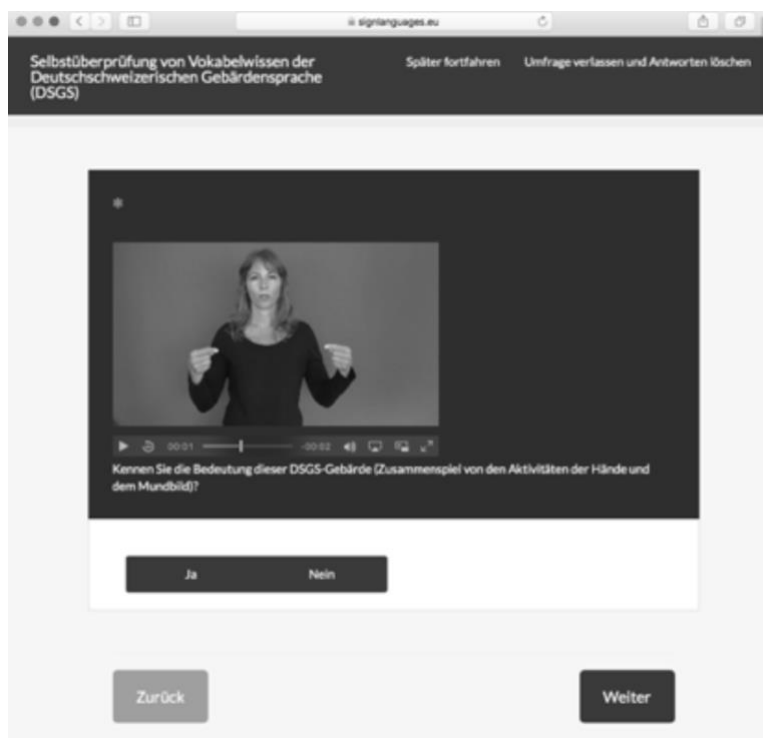 signlanguages.eu
Selbstüberprüfung von Vokabelwissen der
Deutschschweizerischen Gebärdensprache
(DSGS)
Später fortfahren
Umfrage verlassen und Antworten löschen
*
00:01
-00:02
Kennen Sie die Bedeutung dieser DSGS-Gebärde (Zusammenspiel von den Aktivitäten der Hände und
dem Mundbild)?
Ja
Nein
Zurück
Weiter